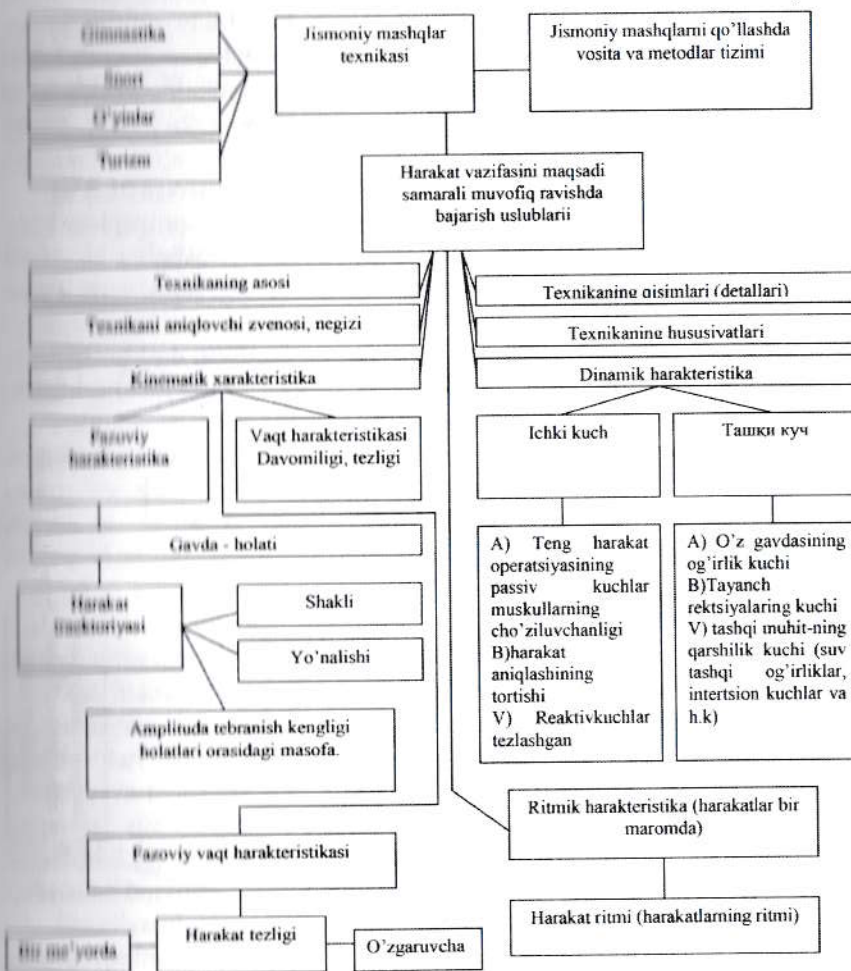 Gimnastika
Sport
O'yinlar
Turizm
Jismoniy mashqlar
texnikasi
Jismoniy mashqlarni qo'llashda
vosita va metodlar tizimi
Harakat vazifasini maqsadi
samarali muvofiq ravishda
bajarish uslublarii
Texnikaning asosi
Texnikani aniqlovchi zvenosi, negizi
Kinematik xarakteristika
Texnikaning qisimlari (detallari)
Texnikaning hususivatlari
Dinamik harakteristika
Fazoviy
harakteristika
Vaqt harakteristikasi
Davomiligi, tezligi
Ichki kuch
Ташки куч
Gavda - holati
Harakat
traektoriyasi
Shakli
Yo'nalishi
Amplituda tebranish kengligi
holatlari orasidagi masofa.
A) Teng harakat
operatsiyasining
passiv kuchlar
muskullarning
cho'ziluvchanligi
B)harakat
aniqlashining
tortishi
V) Reaktivkuchlar
tezlashgan
A) O'z gavdasining
og'irlik kuchi
B)Tayanch
rektsiyalaring kuchi
V) tashqi muhit-ning
qarshilik kuchi (suv
tashqi og'irliklar,
intertsion kuchlar va
h.k)
Fazoviy vaqt harakteristikasi
Ritmik harakteristika (harakatlar bir
maromda)
Harakat ritmi (harakatlarning ritmi)
Bir me'yorda
Harakat tezligi
O'zgaruvcha